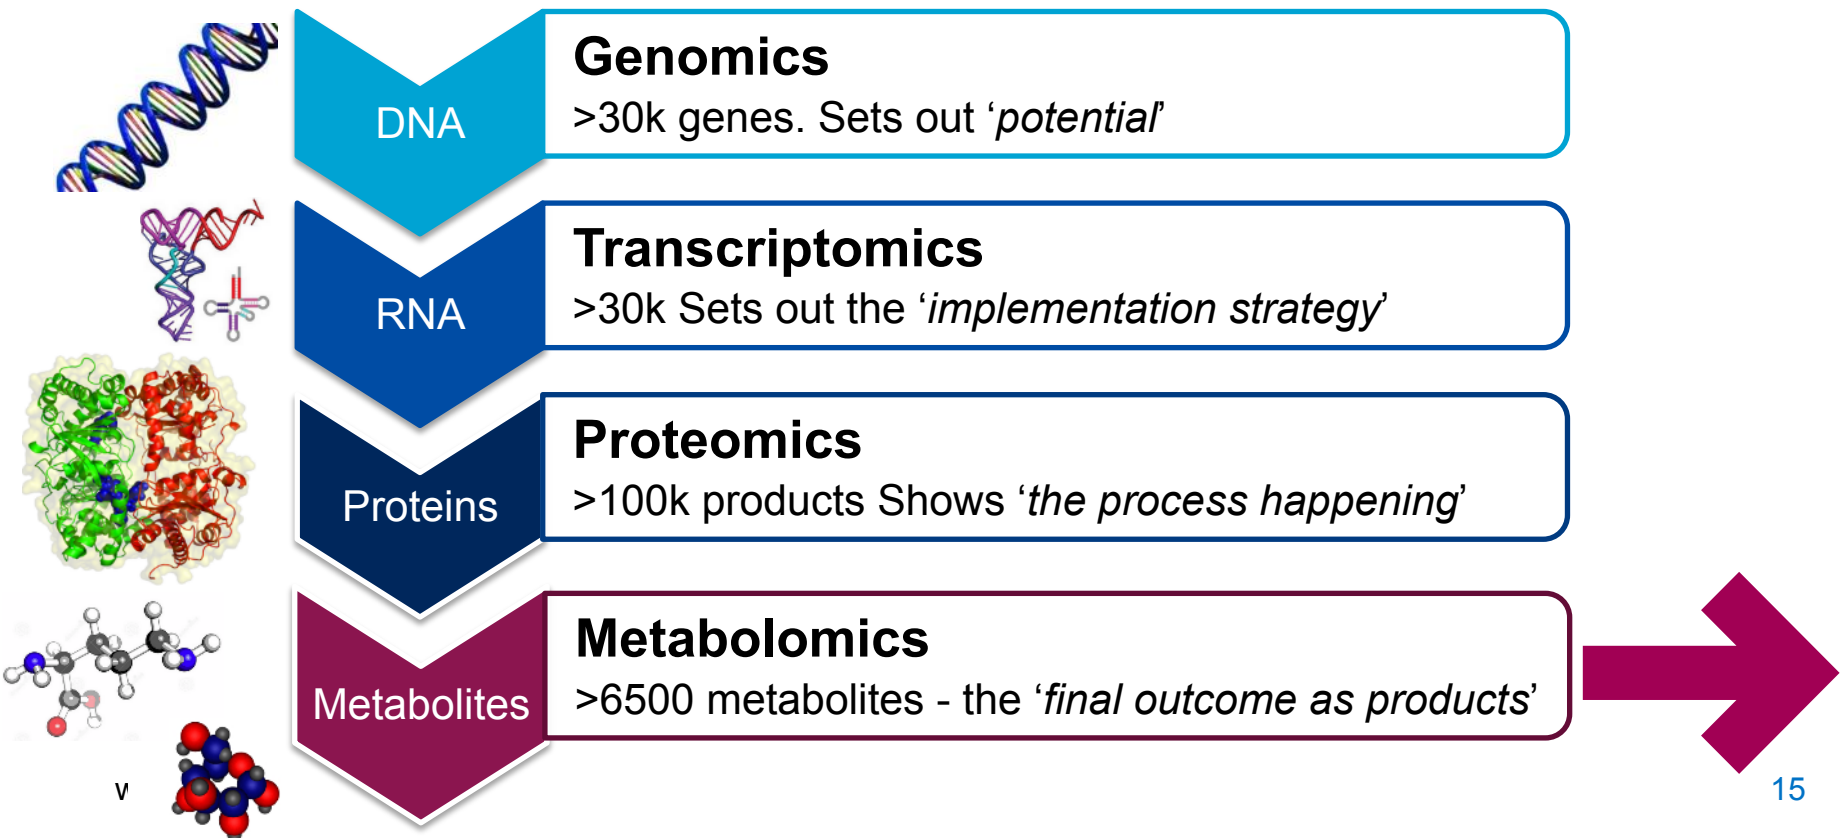 Genomics
DNA
>30k genes. Sets out ‘potential’
Transcriptomics
RNA
>30k Sets out the ‘implementation strategy’
Proteomics
Proteins
>100k products Shows ‘the process happening’
Metabolomics
Metabolites
>6500 metabolites - the ‘final outcome as products’
15